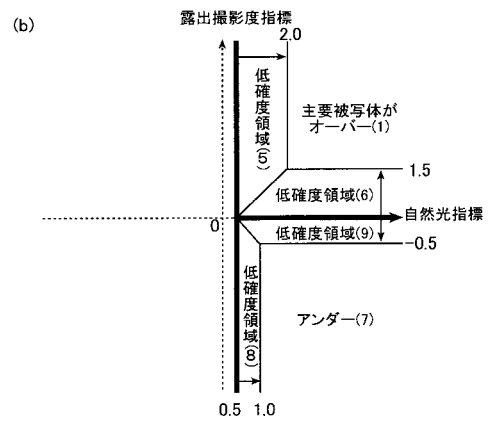 (b)
露出撮影度指標
2.0
低確度領域(5)
主要被写体が
オーバー(1)
1.5
低確度領域(6)
0
自然光指標
低確度領域(9)
-0.5
低確度領域(8)
アンダー(7)
0.5
1.0